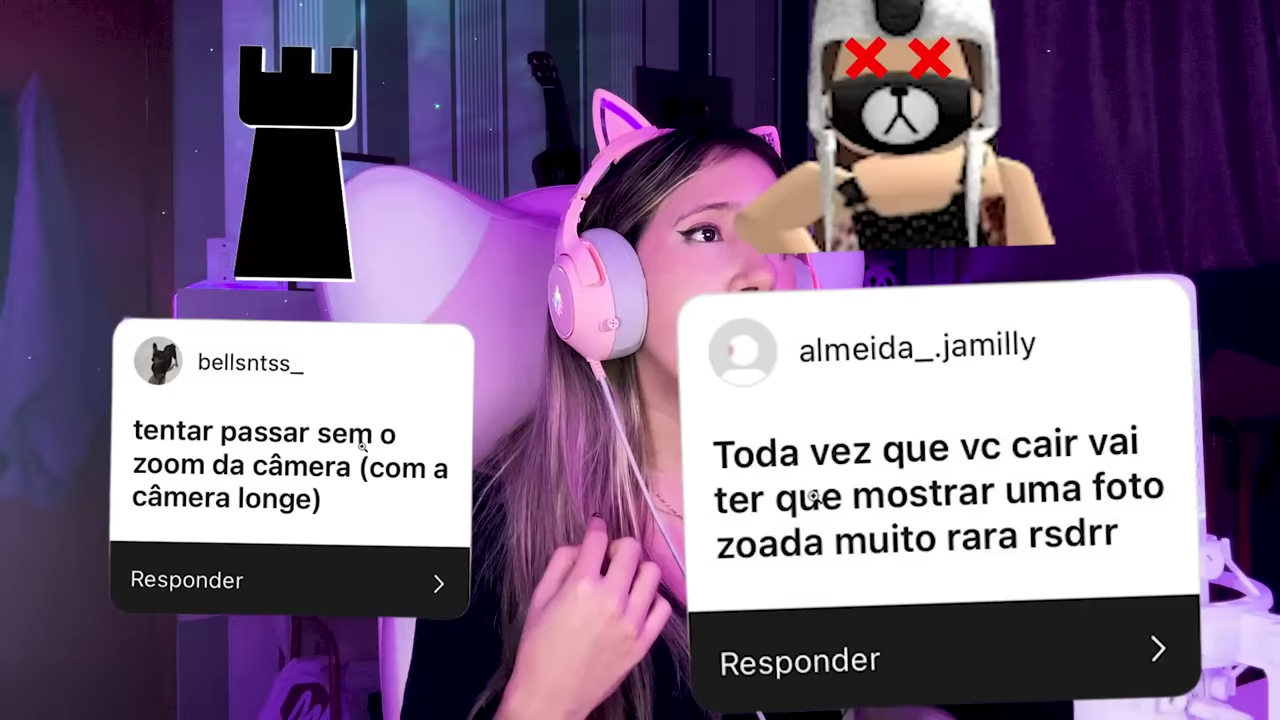 bellsntss_
tentar passar sem o
zoom da câmera (com a
câmera longe)
Responder
almeida_.jamilly
Toda vez que vc cair vai
ter que mostrar uma foto
zoada muito rara rsdrr
Responder